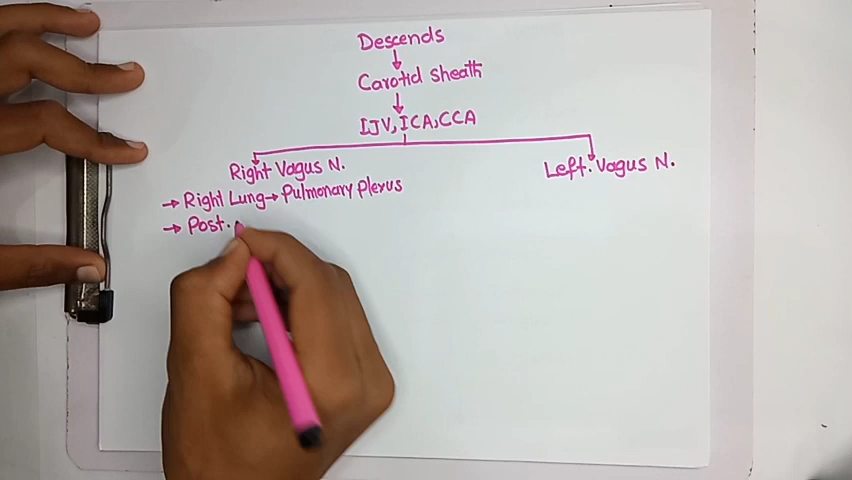 Descends
Carotid Sheath
IJV, ICA, CCA
Right Vagus N.
Left. Vagus N.
→ Right Lung → Pulmonary plexus
→ Post.